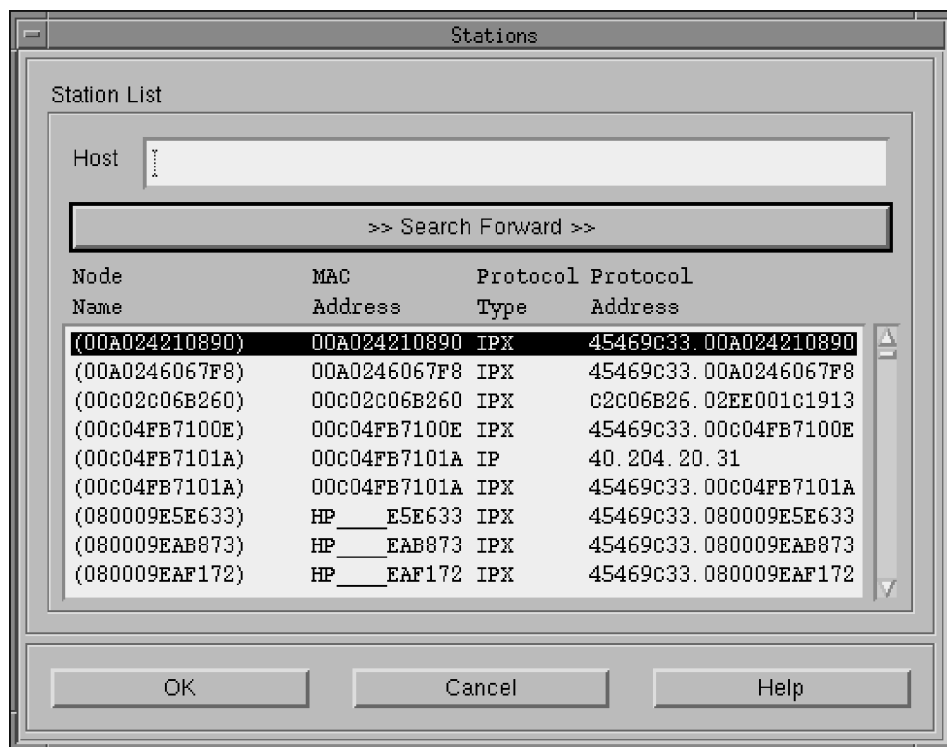 Stations
Station List
Host
>> Search Forward >>
Node MAC Protocol Protocol
Name Address Type Address
(00A024210890) 00A024210890 IPX 45469C33.00A024210890
(00A0246067F8) 00A0246067F8 IPX 45469C33.00A0246067F8
(00C02C06B260) 00C02C06B260 IPX C2C06B26.02EE001C1913
(00C04FB7100E) 00C04FB7100E IPX 45469C33.00C04FB7100E
(00C04FB7101A) 00C04FB7101A IP 40.204.20.31
(00C04FB7101A) 00C04FB7101A IPX 45469C33.00C04FB7101A
(080009E5E633) HP____E5E633 IPX 45469C33.080009E5E633
(080009EAB873) HP____EAB873 IPX 45469C33.080009EAB873
(080009EAF172) HP____EAF172 IPX 45469C33.080009EAF172
OK Cancel Help